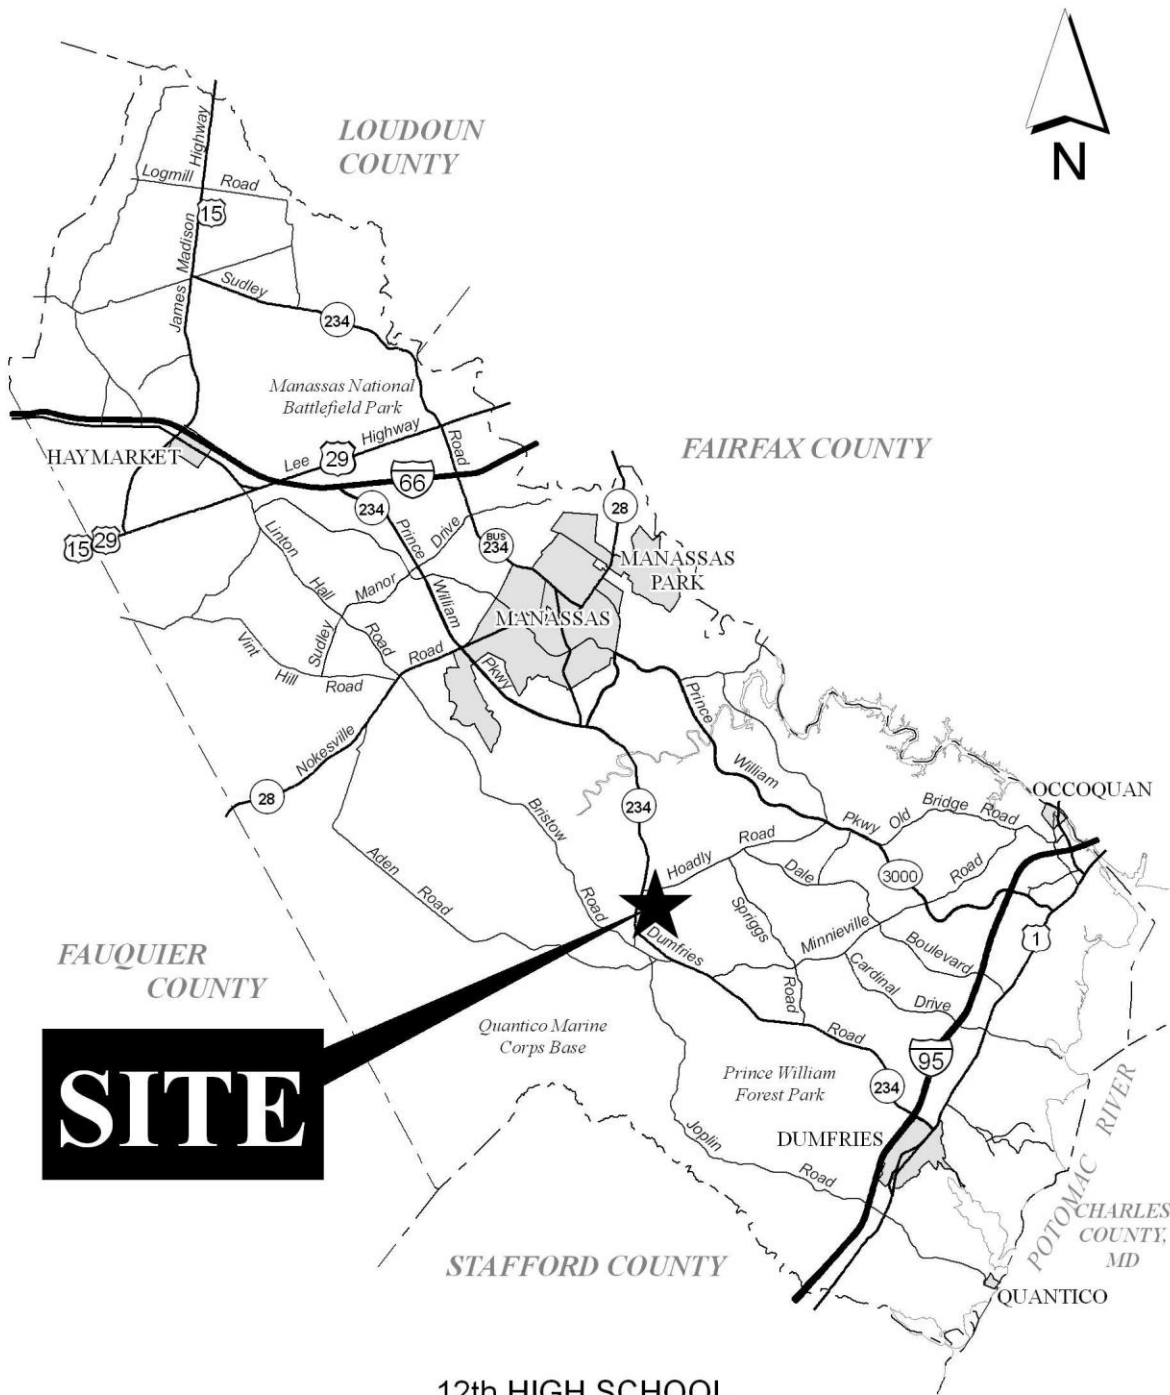 N
LOUDOUN
COUNTY
Logmill Road
James Madison Highway
15
Sudley
234
Manassas National
Battlefield Park
Lee Highway
29
Road
66
HAYMARKET
FAIRFAX COUNTY
15
29
234
28
BUS
234
Linton Hall Road
Prince William Pkwy
Sudley Manor Drive
MANASSAS
PARK
MANASSAS
Vint Hill Road
Nokesville Road
28
Prince William Pkwy
234
Old Bridge Road
OCCOQUAN
Bristow Road
Aden Road
Hoadly Road
Dale Boulevard
3000
Spriggs Road
Minnieville Road
1
Dumfries Road
Cardinal Drive
FAUQUIER
COUNTY
Quantico Marine
Corps Base
95
SITE
Prince William
Forest Park
234
Joplin Road
DUMFRIES
POTOMAC RIVER
CHARLES
COUNTY,
MD
STAFFORD COUNTY
QUANTICO
12th HIGH SCHOOL